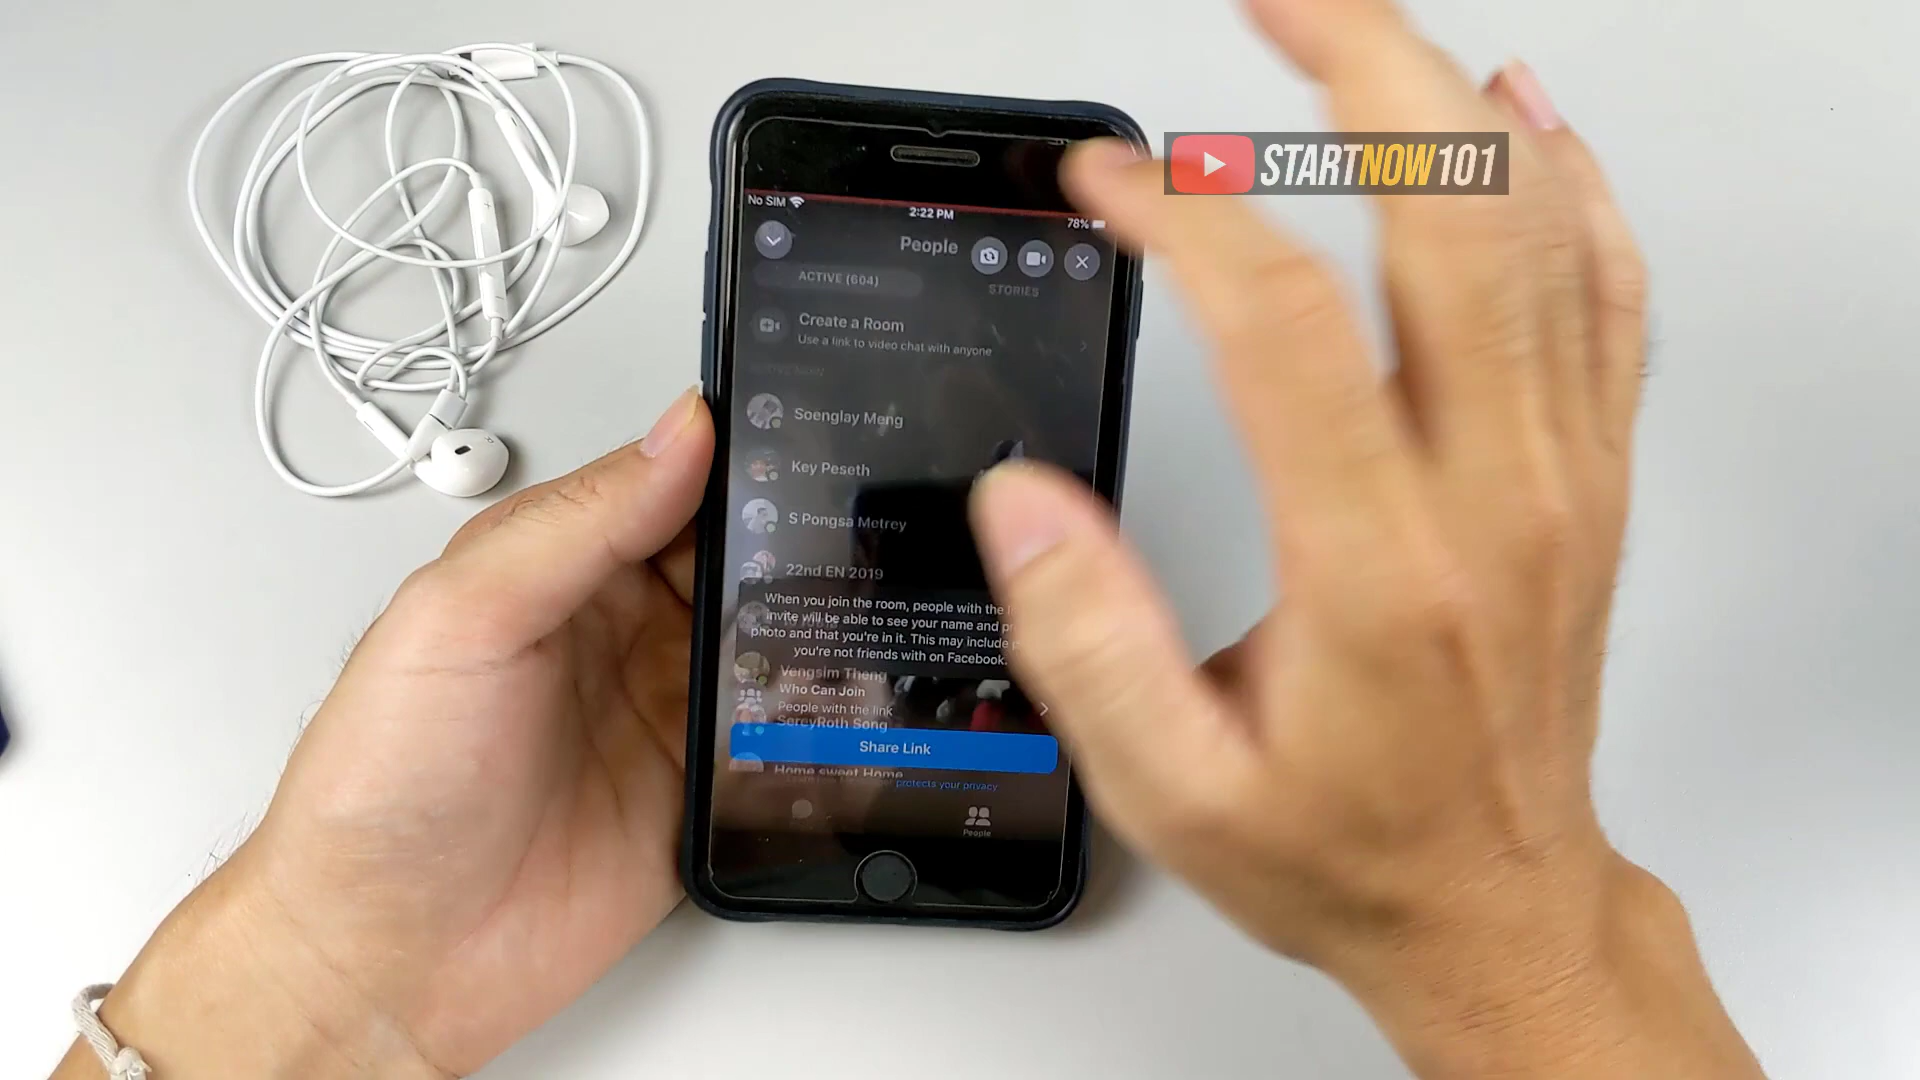 STARTNOW101
No SIM
2:22 PM
78%
People
ACTIVE (604)
STORIES
Create a Room
Use a link to video chat with anyone
Soenglay Meng
Key Peseth
S Pongsa Metrey
22nd EN 2019
When you join the room, people with the
invite will be able to see your name and
photo and that you're in it. This may include
you're not friends with on Facebook.
Vengsim Theng
Who Can Join
People with the link
SereyRoth Song
Share Link
Home sweet Home
protects your privacy
People